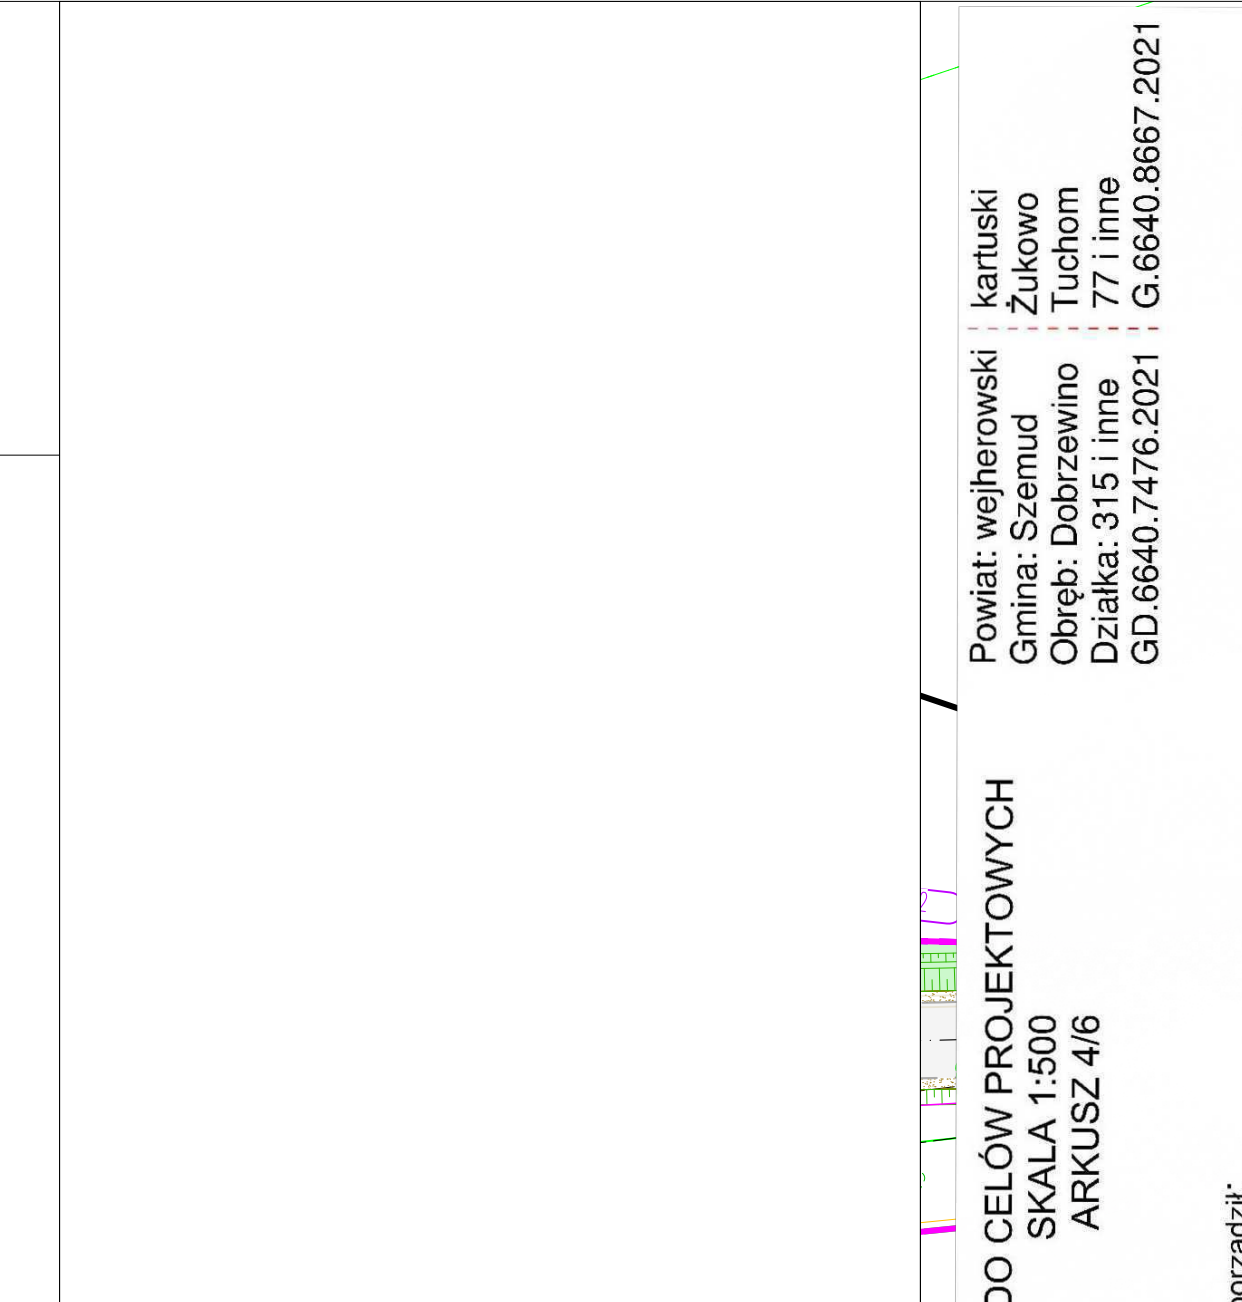 DO CELÓW PROJEKTOWYCH
SKALA 1:500
ARKUSZ 4/6
Powiat: wejherowski ¦ kartuski
Gmina: Szemud ¦ Żukowo
Obręb: Dobrzewino ¦ Tuchom
Działka: 315 i inne ¦ 77 i inne
GD.6640.7476.2021 ¦ G.6640.8667.2021